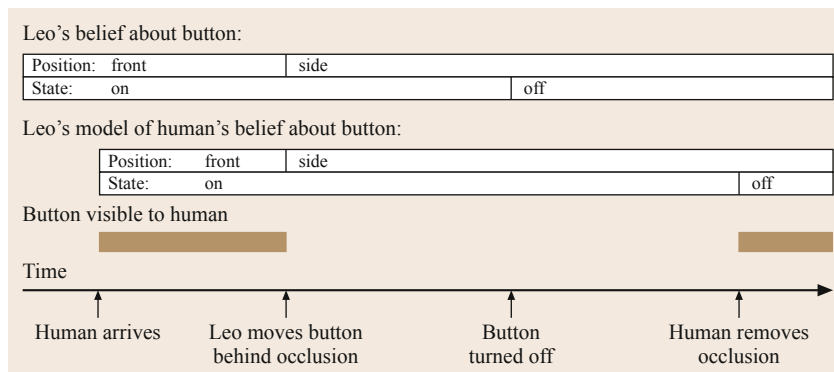 Leo's belief about button:
Position: front side
State: on off
Leo's model of human's belief about button:
Position: front side
State: on off
Button visible to human
Time
Human arrives Leo moves button Button Human removes
behind occlusion turned off occlusion